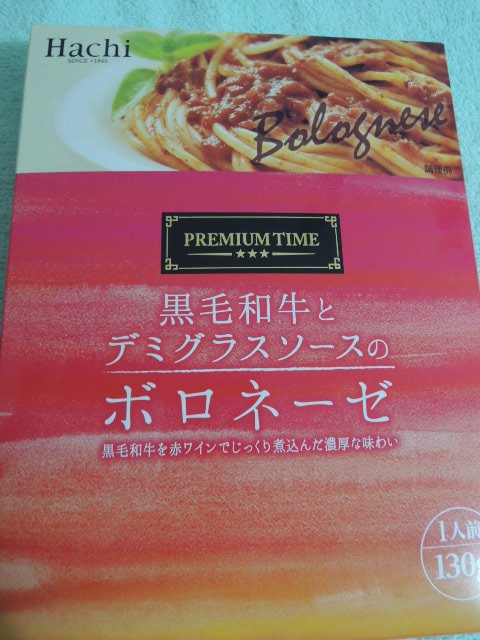 Hachi
SINCE • 1845
Bolognese
調理例
PREMIUM TIME
★★★
黒毛和牛と
デミグラスソースの
ボロネーゼ
黒毛和牛を赤ワインでじっくり煮込んだ濃厚な味わい
1人前
130g